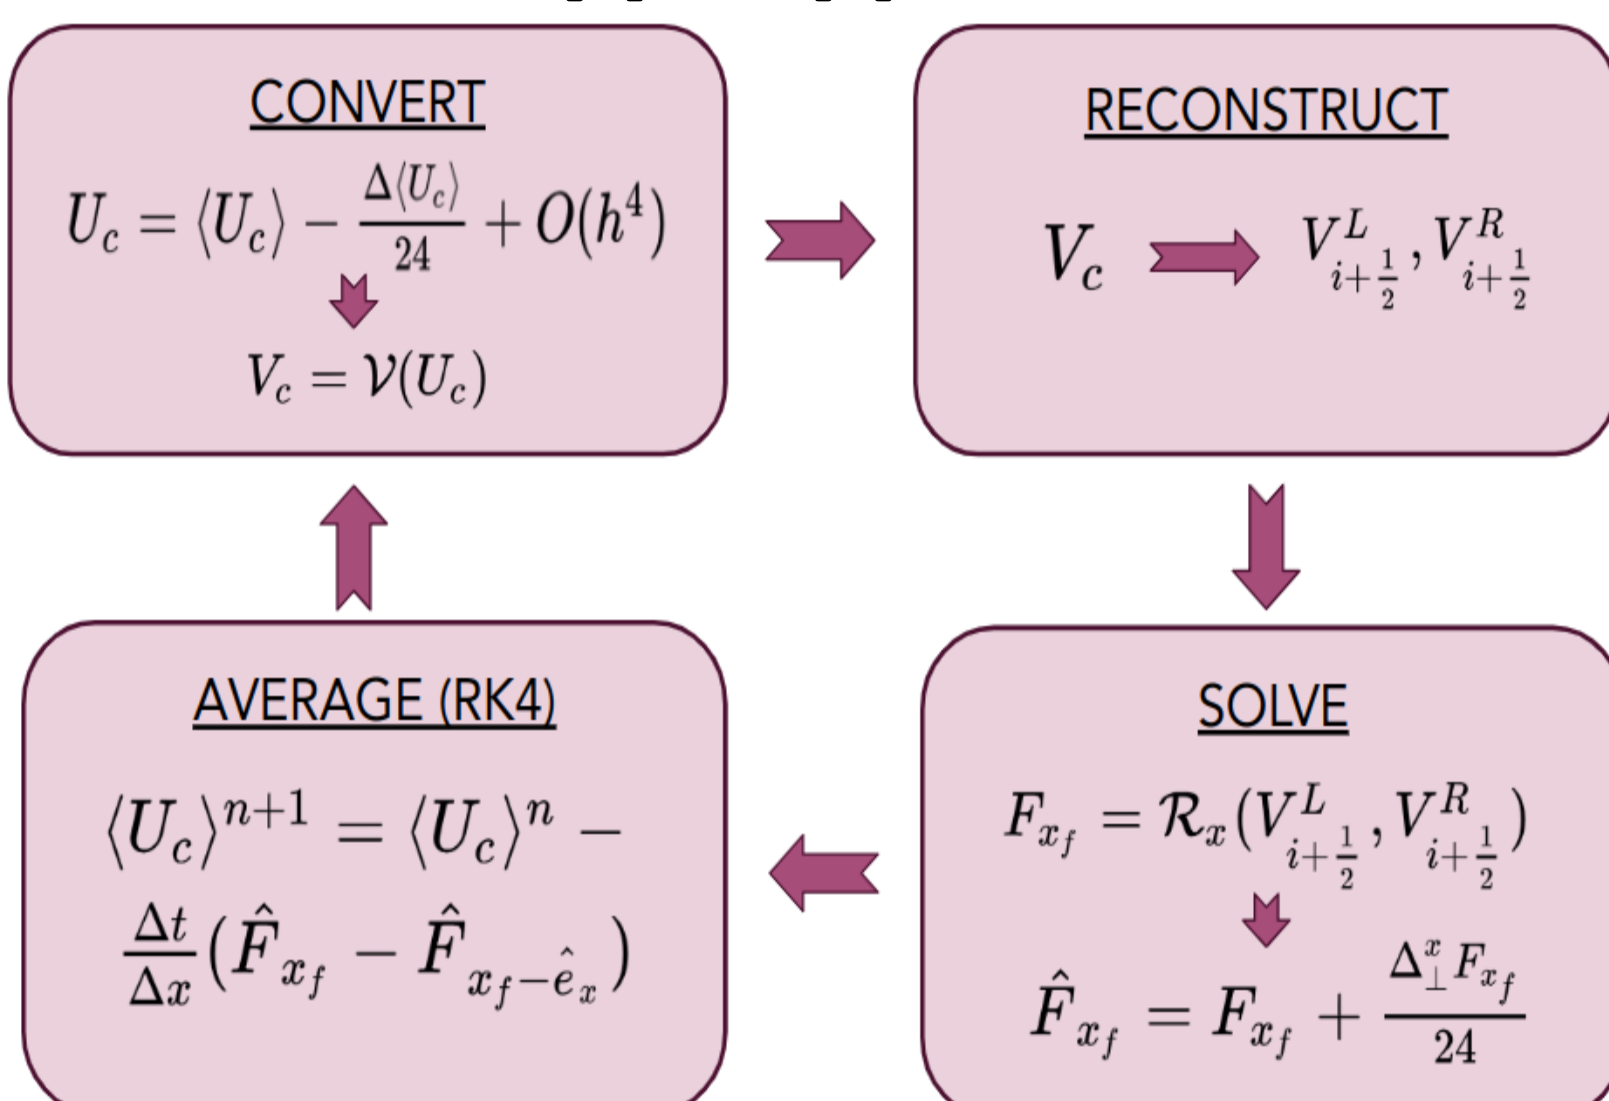 CONVERT
U_c = ⟨U_c⟩ − Δ⟨U_c⟩/24 + O(h^4)
V_c = 𝒱(U_c)
RECONSTRUCT
V_c V^L_{i+1/2}, V^R_{i+1/2}
SOLVE
F_{x_f} = ℛ_x(V^L_{i+1/2}, V^R_{i+1/2})
F̂_{x_f} = F_{x_f} + Δ^x_⊥ F_{x_f}/24
AVERAGE (RK4)
⟨U_c⟩^{n+1} = ⟨U_c⟩^n −
Δt/Δx (F̂_{x_f} − F̂_{x_f−ê_x})